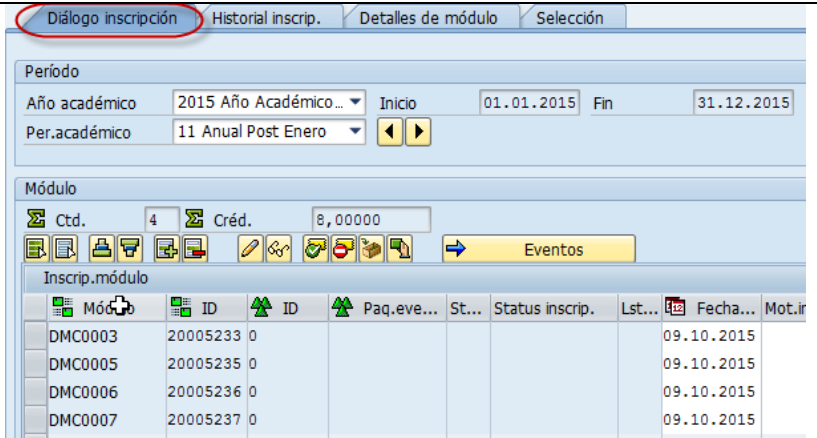 Diálogo inscripción Historial inscrip. Detalles de módulo Selección
Período
Año académico 2015 Año Académico... Inicio 01.01.2015 Fin 31.12.2015
Per.académico 11 Anual Post Enero
Módulo
Ctd. 4 Créd. 8,00000
Eventos
Inscrip.módulo
ID ID Paq.eve... St... Status inscrip. Lst... Fecha... Mot.in
DMC0003 20005233 0 09.10.2015
DMC0005 20005235 0 09.10.2015
DMC0006 20005236 0 09.10.2015
DMC0007 20005237 0 09.10.2015